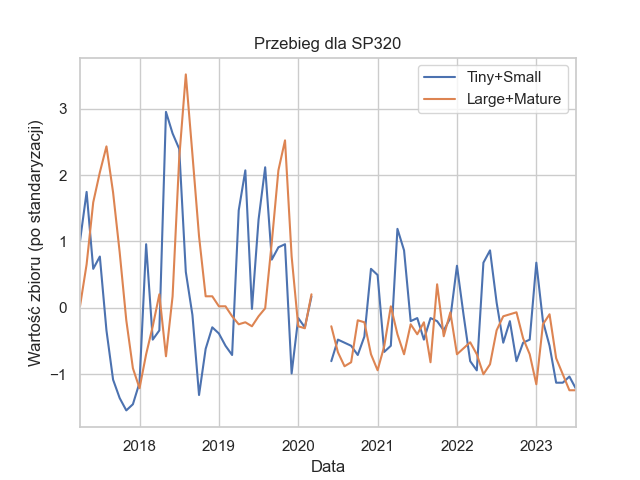 Przebieg dla SP320
Tiny+Small
Large+Mature
Wartość zbioru (po standaryzacji)
3
2
1
0
−1
2018 2019 2020 2021 2022 2023
Data